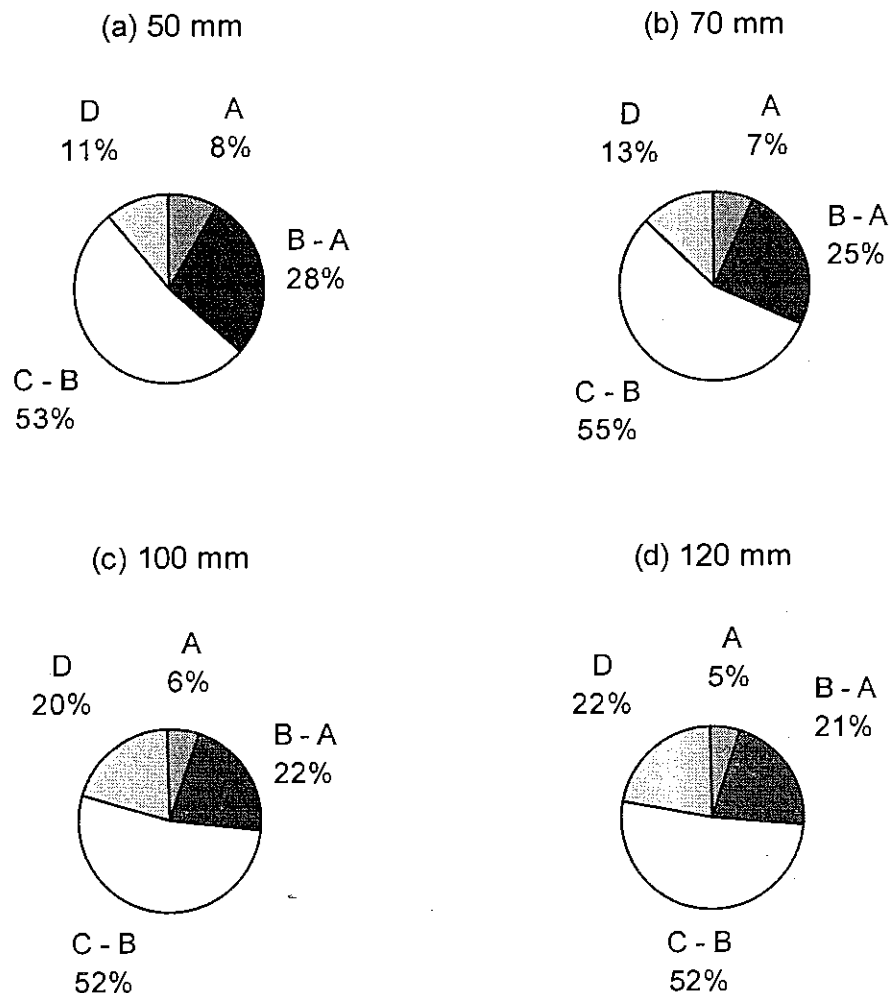 (a) 50 mm
D
11%
A
8%
B - A
28%
C - B
53%
(b) 70 mm
D
13%
A
7%
B - A
25%
C - B
55%
(c) 100 mm
D
20%
A
6%
B - A
22%
C - B
52%
(d) 120 mm
D
22%
A
5%
B - A
21%
C - B
52%